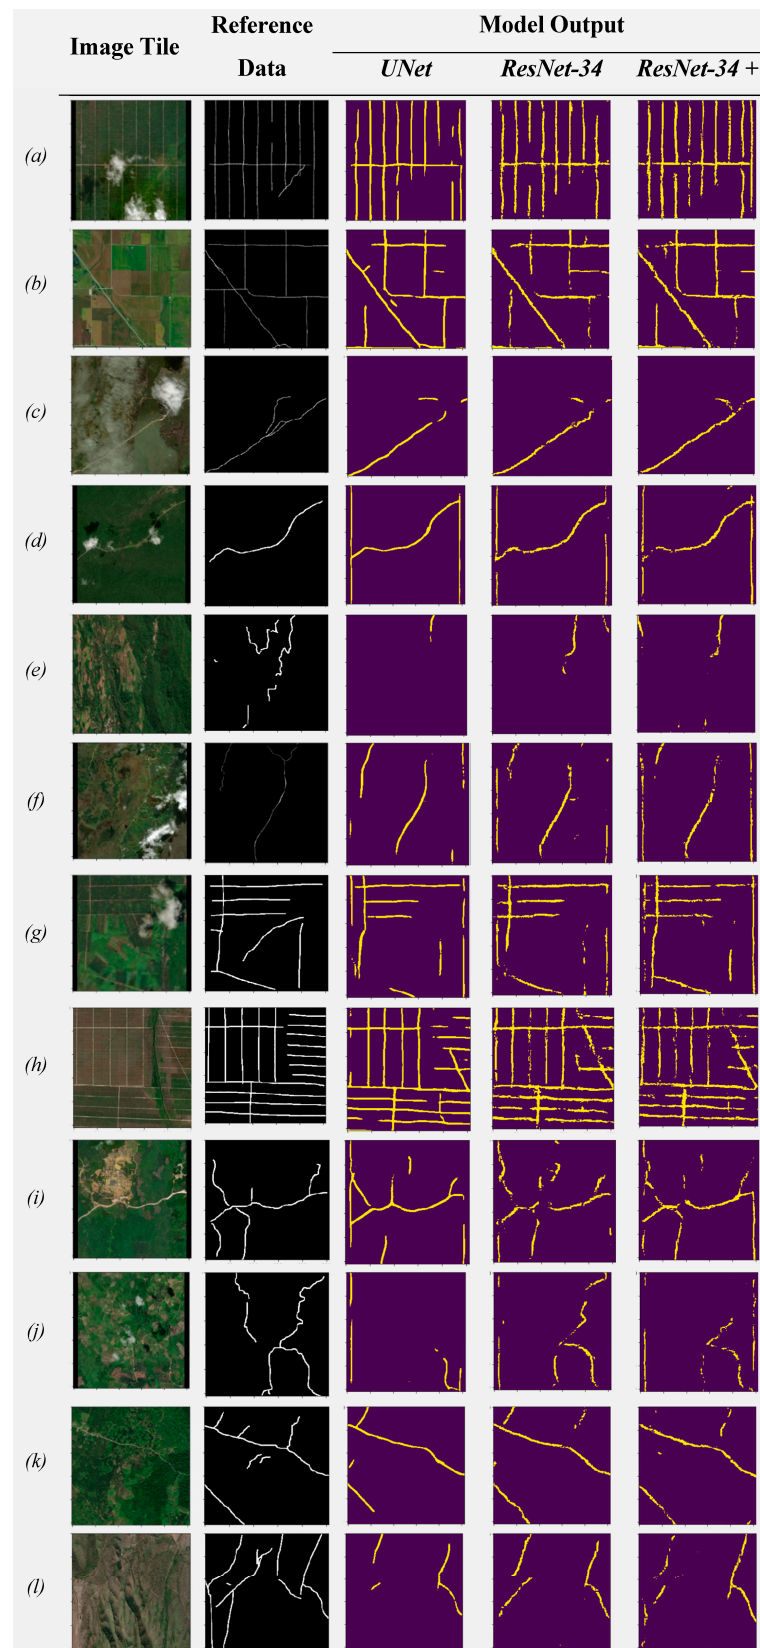 Image Tile
Reference
Data
Model Output
UNet
ResNet-34
ResNet-34 +
(a)
(b)
(c)
(d)
(e)
(f)
(g)
(h)
(i)
(j)
(k)
(l)